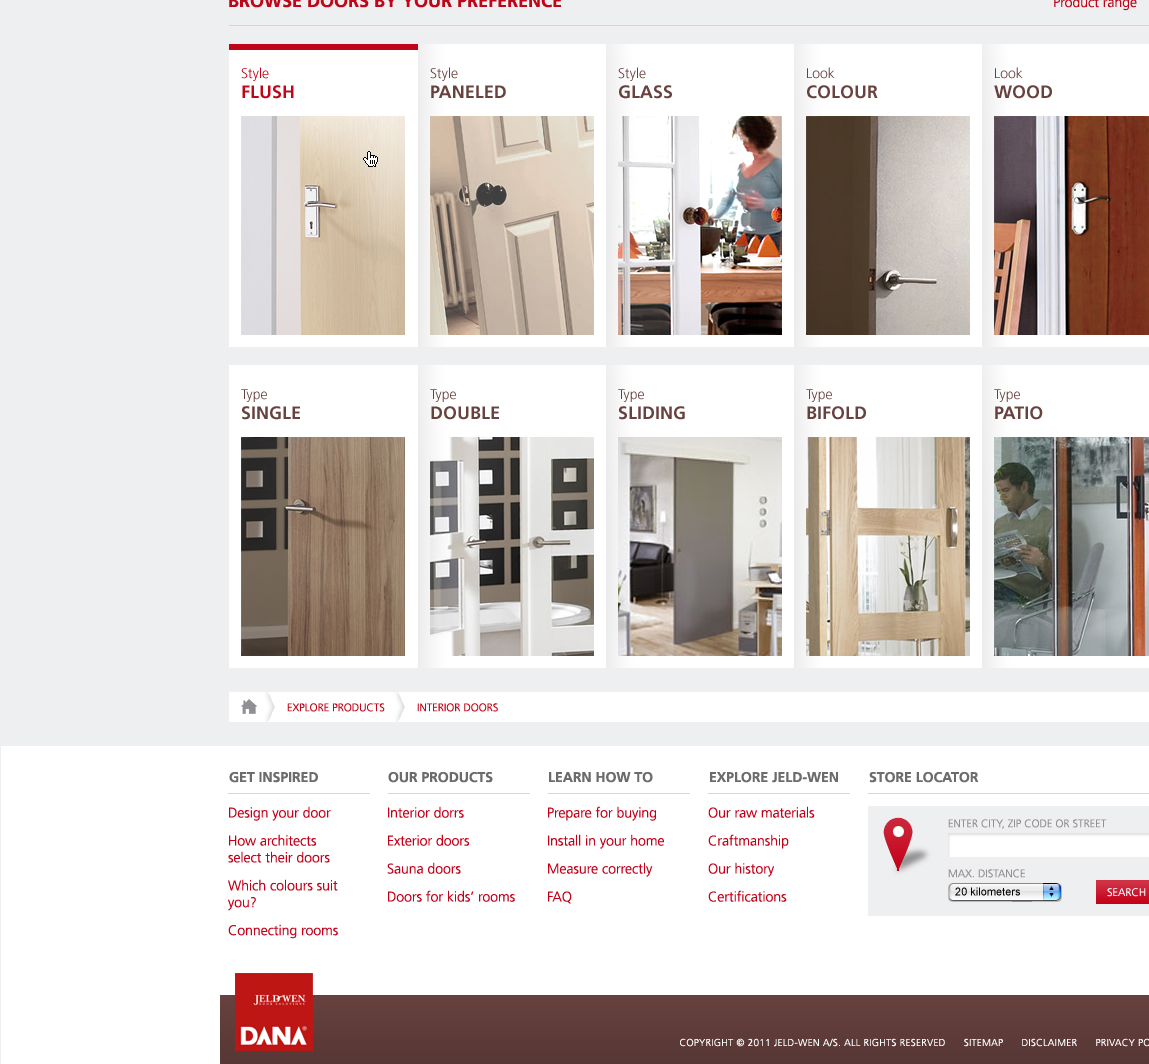 BROWSE DOORS BY YOUR PREFERENCE
Product range
Style
FLUSH
Style
PANELED
Style
GLASS
Look
COLOUR
Look
WOOD
Type
SINGLE
Type
DOUBLE
Type
SLIDING
Type
BIFOLD
Type
PATIO
EXPLORE PRODUCTS
INTERIOR DOORS
GET INSPIRED
Design your door
How architects
select their doors
Which colours suit
you?
Connecting rooms
OUR PRODUCTS
Interior dorrs
Exterior doors
Sauna doors
Doors for kids’ rooms
LEARN HOW TO
Prepare for buying
Install in your home
Measure correctly
FAQ
EXPLORE JELD-WEN
Our raw materials
Craftmanship
Our history
Certifications
STORE LOCATOR
ENTER CITY, ZIP CODE OR STREET
MAX. DISTANCE
20 kilometers
SEARCH
JELD-WEN
DANA®
COPYRIGHT © 2011 JELD-WEN A/S. ALL RIGHTS RESERVED
SITEMAP
DISCLAIMER
PRIVACY PO